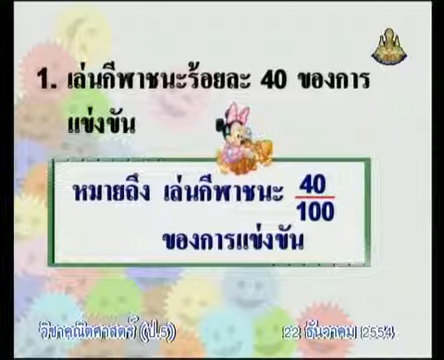 1. เล่นกีฬาชนะร้อยละ 40 ของการ
แข่งขัน
หมายถึง เล่นกีฬาชนะ 40/100
ของการแข่งขัน
วิชาคณิตศาสตร์ (ป.5)
22 ธันวาคม 2554